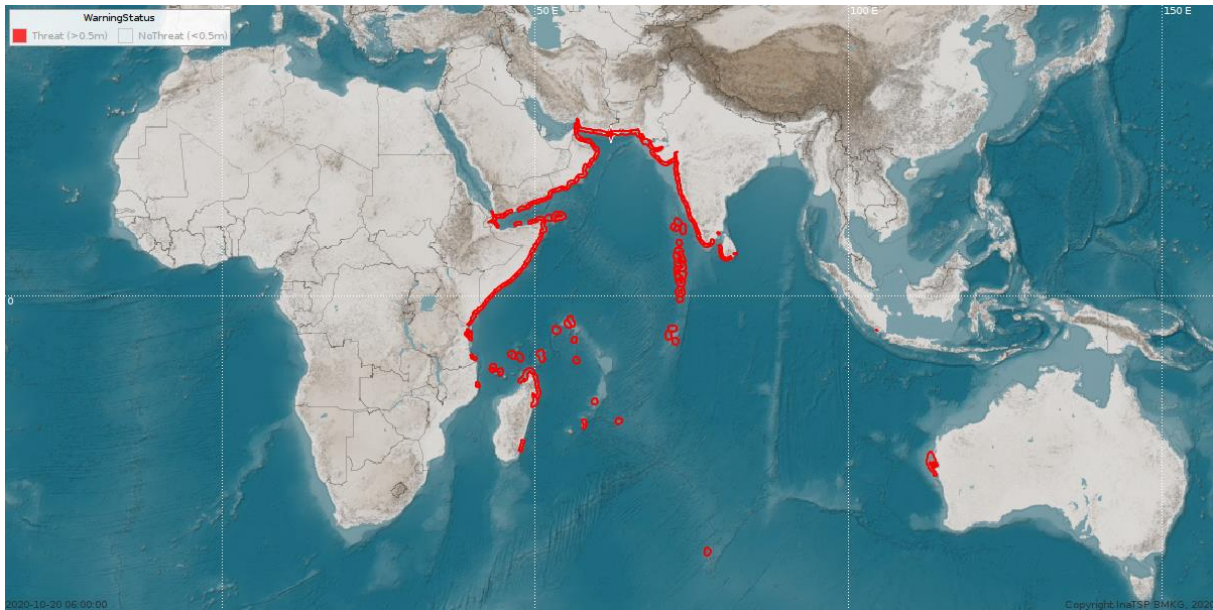 WarningStatus
Threat (>0.5m) NoThreat (<0.5m)
50 E
100 E
150 E
0
2020-10-20 06:00:00
Copyright:InaTSP BMKG, 202